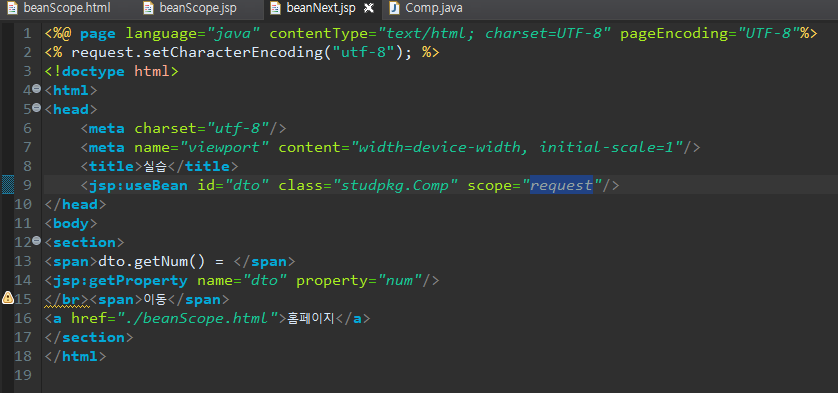 beanScope.html beanScope.jsp beanNext.jsp Comp.java
1 <%@ page language="java" contentType="text/html; charset=UTF-8" pageEncoding="UTF-8"%>
2 <% request.setCharacterEncoding("utf-8"); %>
3 <!doctype html>
4 <html>
5 <head>
6     <meta charset="utf-8"/>
7     <meta name="viewport" content="width=device-width, initial-scale=1"/>
8     <title>실습</title>
9     <jsp:useBean id="dto" class="studpkg.Comp" scope="request"/>
10 </head>
11 <body>
12 <section>
13 <span>dto.getNum() = </span>
14 <jsp:getProperty name="dto" property="num"/>
15 </br><span>이동</span>
16 <a href="./beanScope.html">홈페이지</a>
17 </section>
18 </html>
19